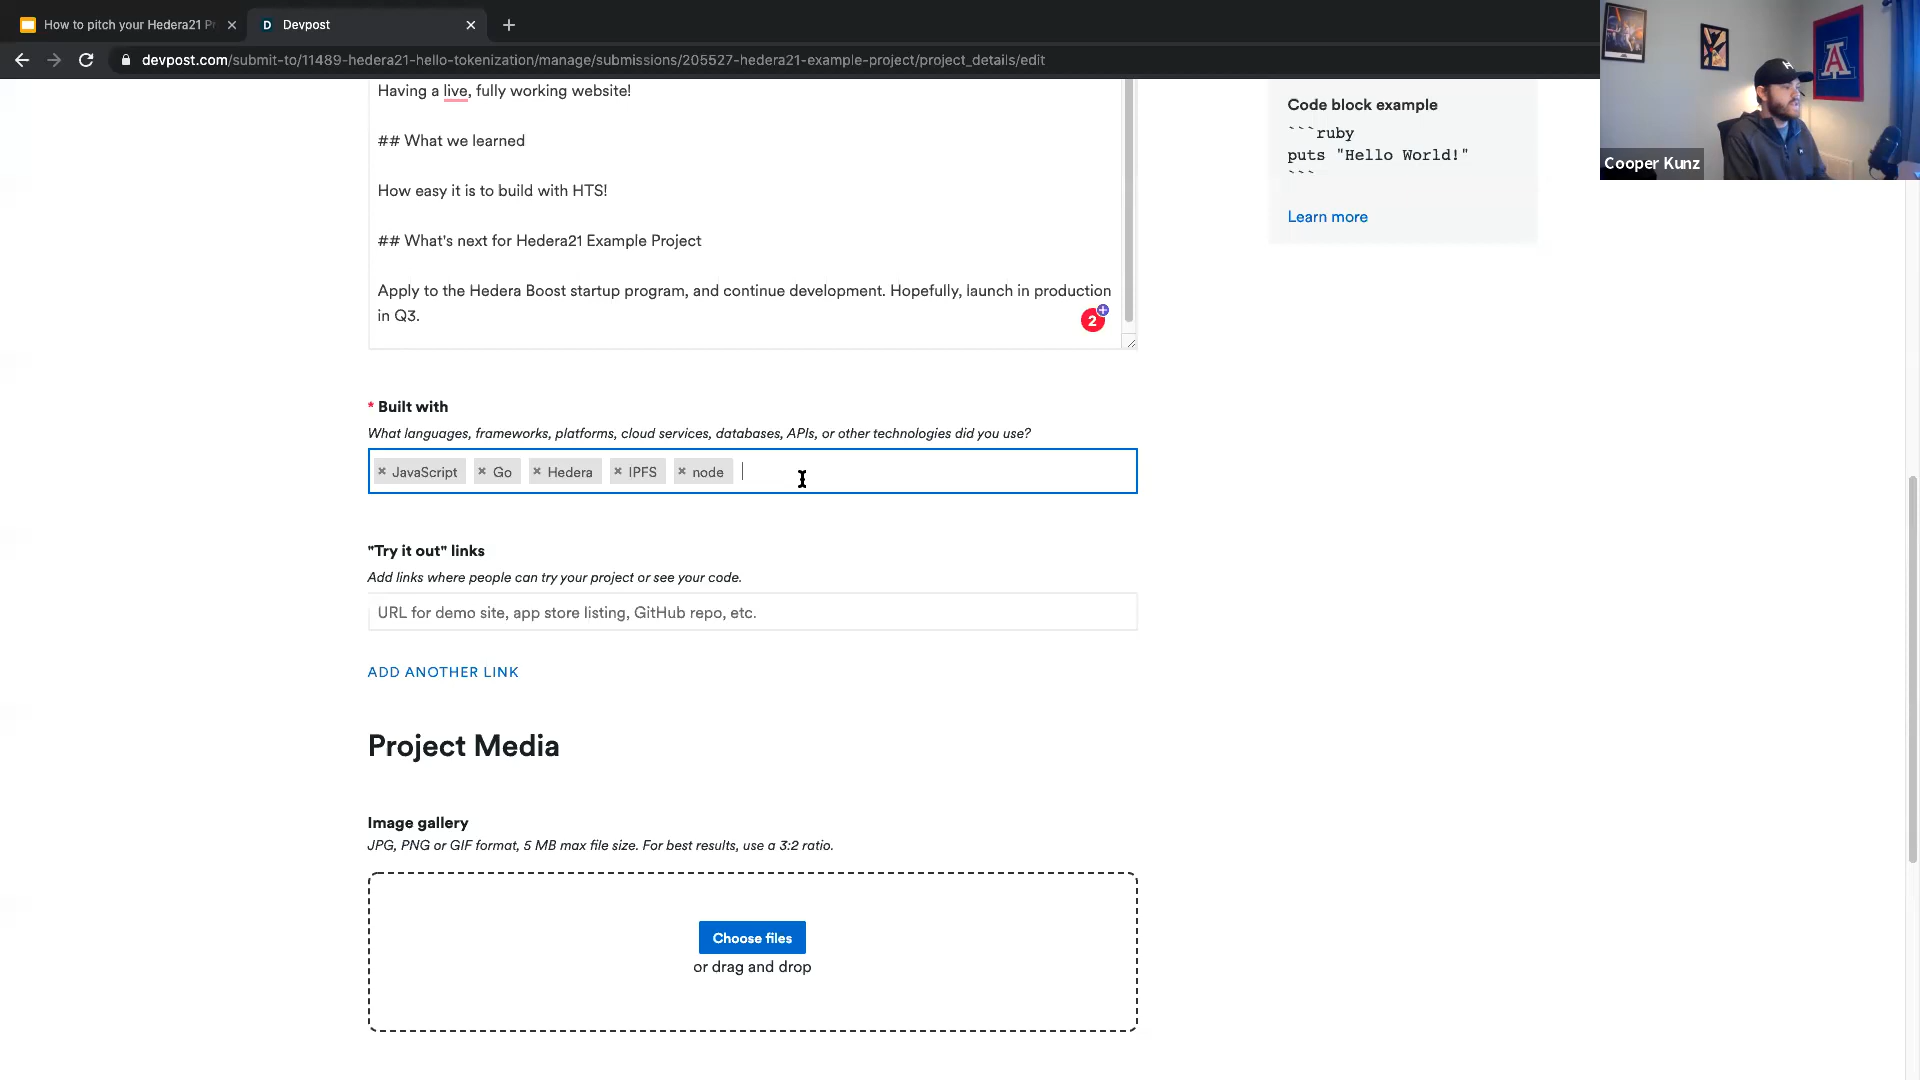 How to pitch your Hedera21 Pr
Devpost
devpost.com/submit-to/11489-hedera21-hello-tokenization/manage/submissions/205527-hedera21-example-project/project_details/edit
Having a live, fully working website!
## What we learned
How easy it is to build with HTS!
## What's next for Hedera21 Example Project
Apply to the Hedera Boost startup program, and continue development. Hopefully, launch in production
in Q3.
2
* Built with
What languages, frameworks, platforms, cloud services, databases, APIs, or other technologies did you use?
× JavaScript × Go × Hedera × IPFS × node
"Try it out" links
Add links where people can try your project or see your code.
URL for demo site, app store listing, GitHub repo, etc.
ADD ANOTHER LINK
Project Media
Image gallery
JPG, PNG or GIF format, 5 MB max file size. For best results, use a 3:2 ratio.
Choose files
or drag and drop
Code block example
```ruby
puts "Hello World!"
```
Learn more
A
H
Cooper Kunz